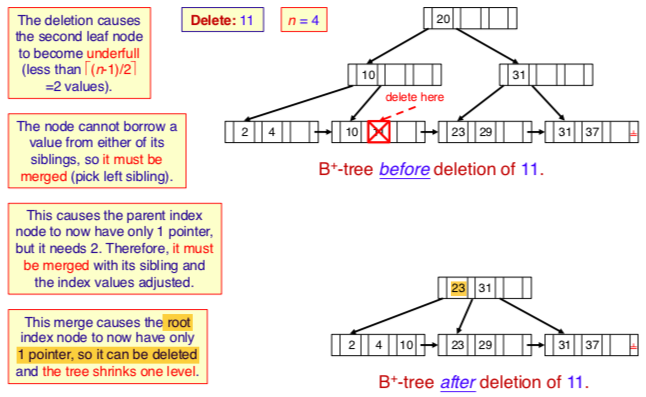 The deletion causes
the second leaf node
to become underfull
(less than ⌈(n-1)/2⌉
=2 values).
Delete: 11
n = 4
20
10
31
delete here
2 4
10
23 29
31 37
B+-tree before deletion of 11.
The node cannot borrow a
value from either of its
siblings, so it must be
merged (pick left sibling).
This causes the parent index
node to now have only 1 pointer,
but it needs 2. Therefore, it must
be merged with its sibling and
the index values adjusted.
This merge causes the root
index node to now have only
1 pointer, so it can be deleted
and the tree shrinks one level.
23 31
2 4 10
23 29
31 37
B+-tree after deletion of 11.